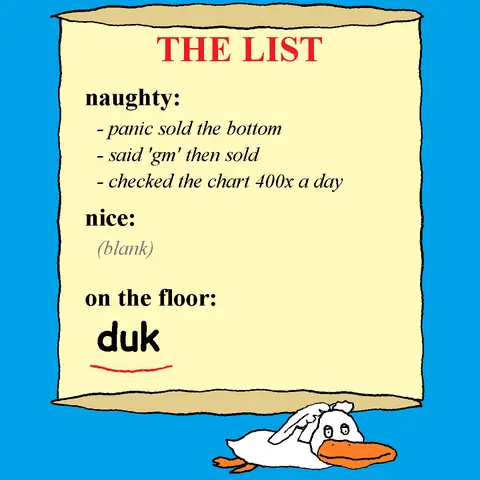 THE LIST
naughty:
- panic sold the bottom
- said 'gm' then sold
- checked the chart 400x a day
nice:
(blank)
on the floor:
duk